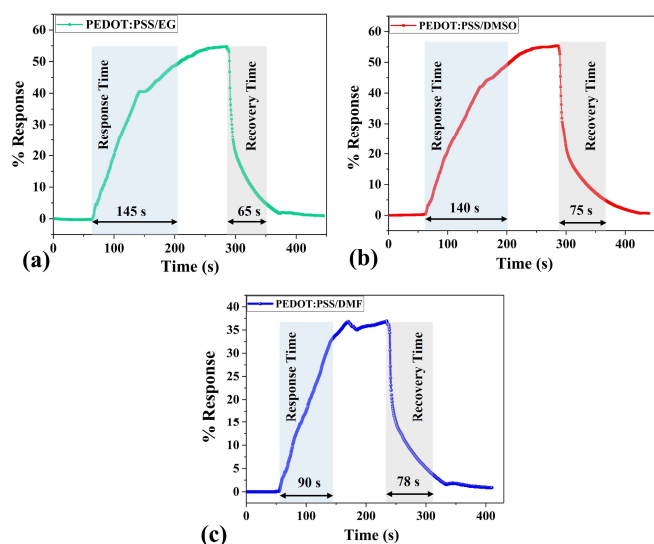 PEDOT:PSS/EG
% Response
60
50
40
30
20
10
0
Response Time
Recovery Time
145 s
65 s
0 100 200 300 400
Time (s)
(a)
PEDOT:PSS/DMSO
% Response
60
50
40
30
20
10
0
Response Time
Recovery Time
140 s
75 s
0 100 200 300 400
Time (s)
(b)
PEDOT:PSS/DMF
% Response
40
35
30
25
20
15
10
5
0
Response Time
Recovery Time
90 s
78 s
0 100 200 300 400
Time (s)
(c)